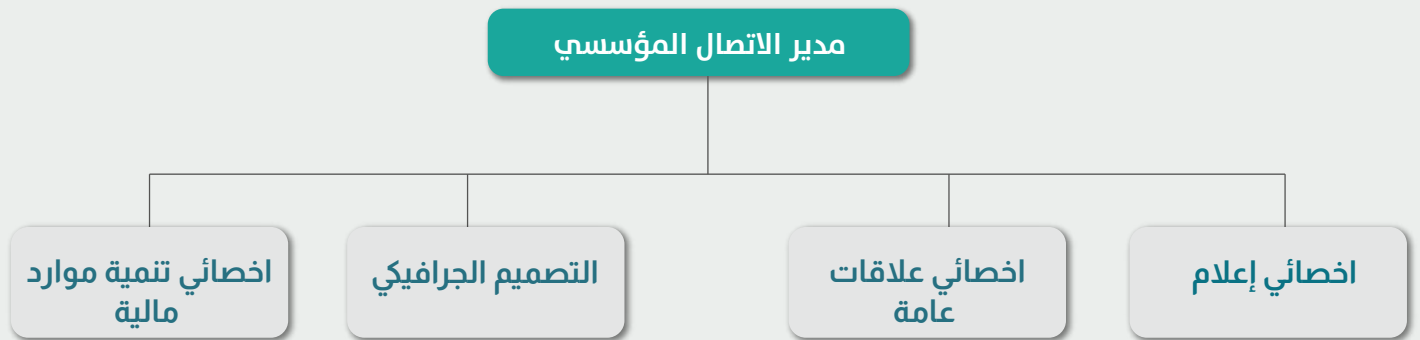 مدير الاتصال المؤسسي
اخصائي إعلام
اخصائي علاقات
عامة
التصميم الجرافيكي
اخصائي تنمية موارد
مالية